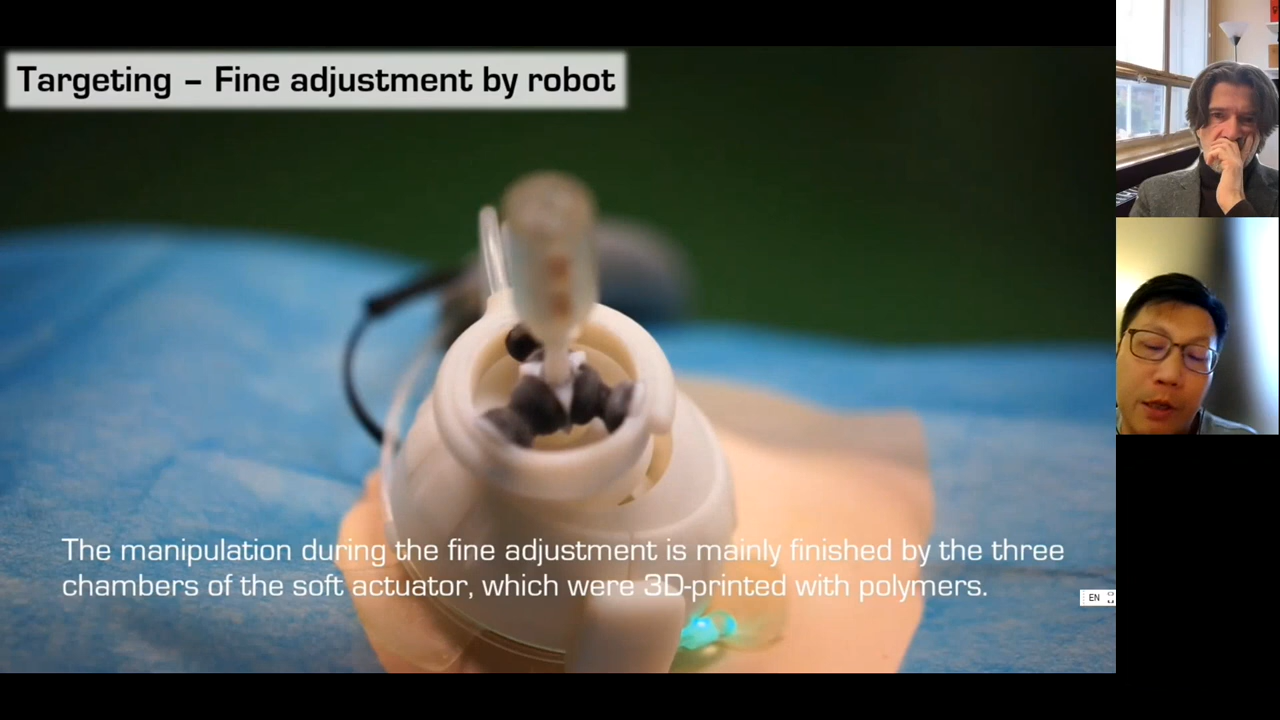 Targeting – Fine adjustment by robot
The manipulation during the fine adjustment is mainly finished by the three
chambers of the soft actuator, which were 3D-printed with polymers.
EN